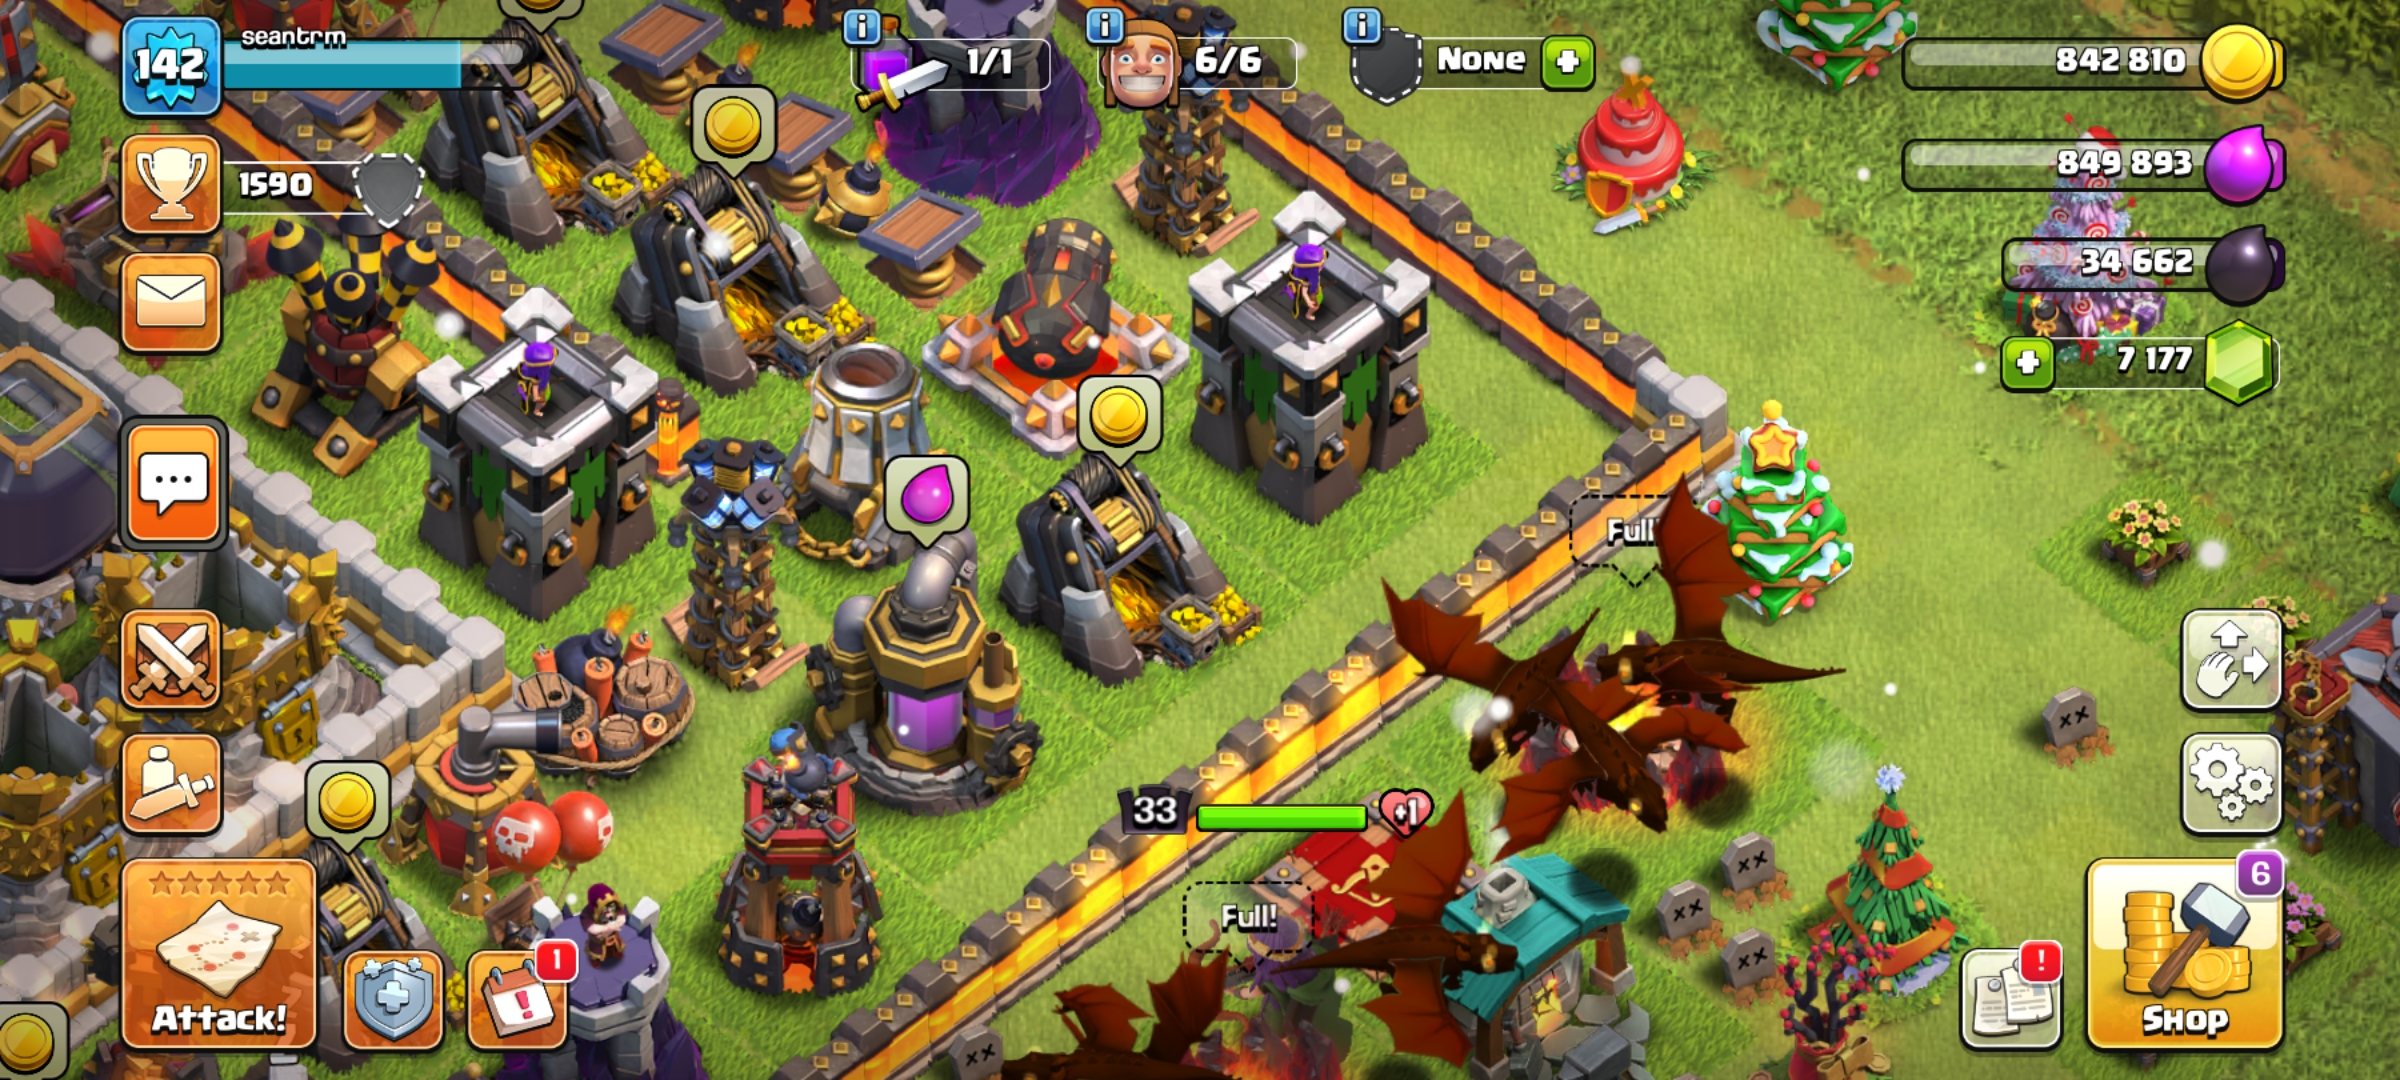 142
seantrm
1/1
6/6
None
842 810
1590
849 893
34 662
7 177
Full!
33
+1
Full!
6
1
!
Attack!
Shop